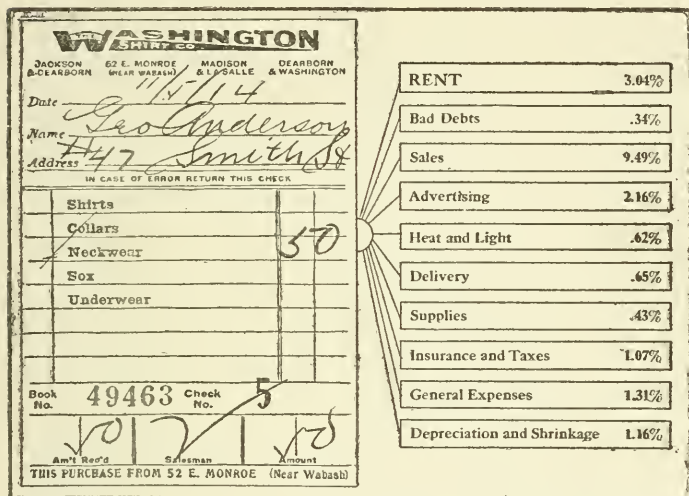 WASHINGTON
SHIRT CO.
JACKSON & DEARBORN
62 E. MONROE (NEAR WABASH)
MADISON & LA SALLE
DEARBORN & WASHINGTON
Date 11/5/14
Name Geo Anderson
Address #47 Smith St
IN CASE OF ERROR RETURN THIS CHECK
Shirts
Collars
Neckwear 50
Sox
Underwear
Book No. 49463 Check No. 5
50 50
Am't Rec'd Salesman Amount
THIS PURCHASE FROM 52 E. MONROE (Near Wabash)
RENT 3.04%
Bad Debts .34%
Sales 9.49%
Advertising 2.16%
Heat and Light .62%
Delivery .65%
Supplies .43%
Insurance and Taxes 1.07%
General Expenses 1.31%
Depreciation and Shrinkage 1.16%